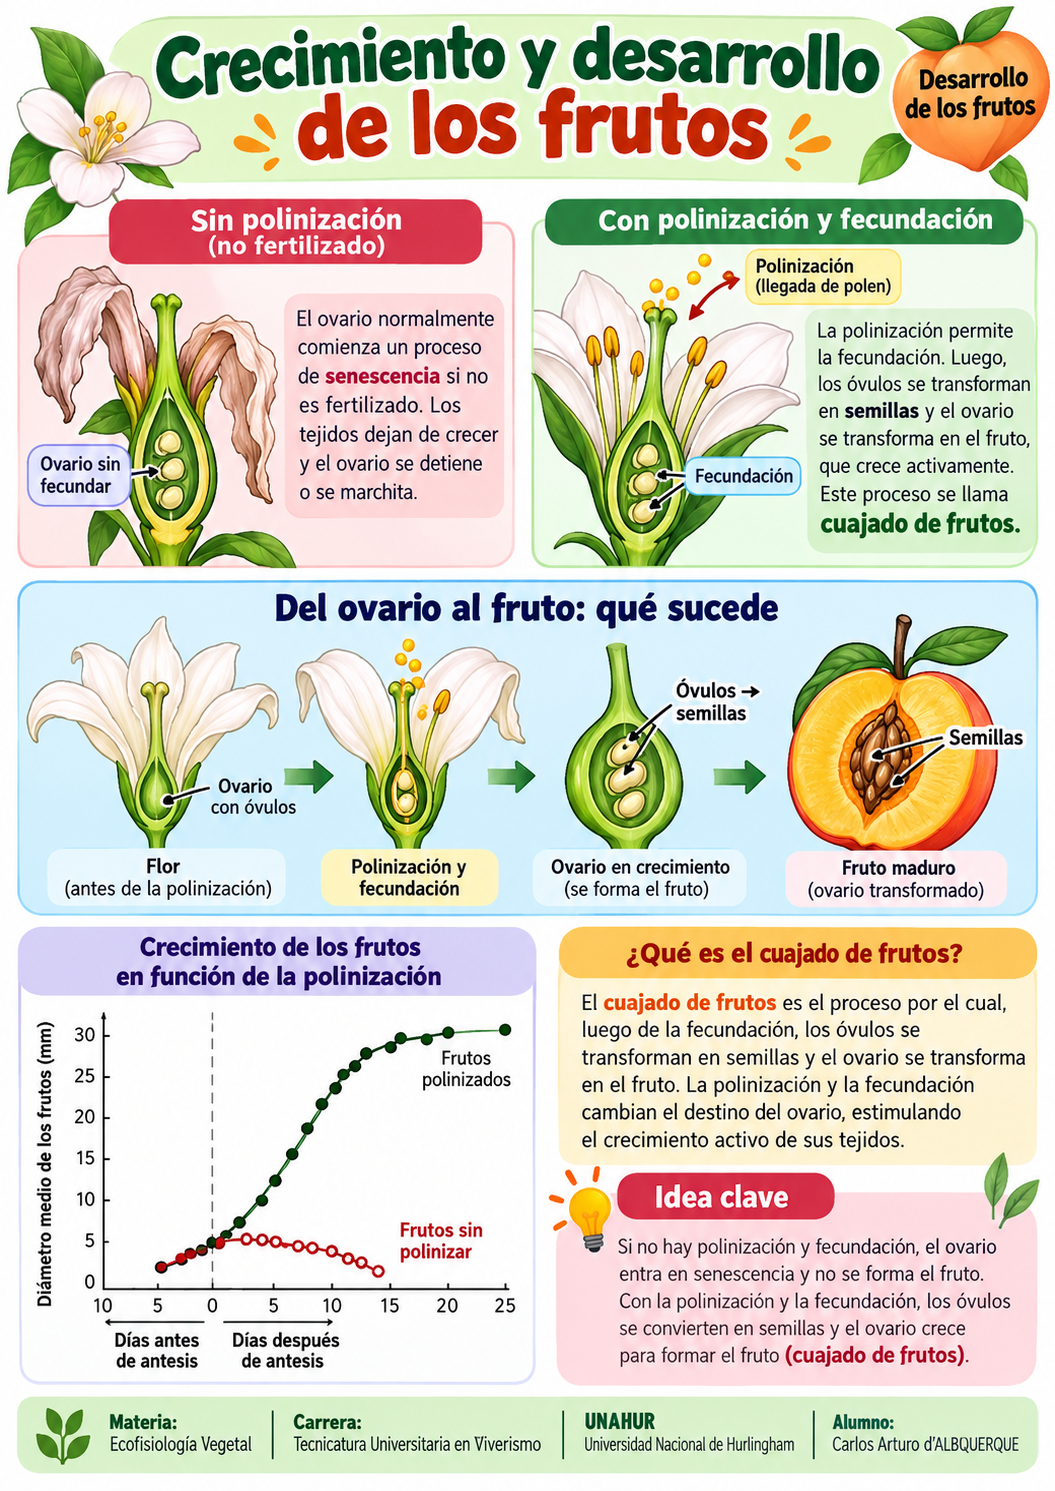 Crecimiento y desarrollo
de los frutos
Desarrollo
de los frutos
Sin polinización
(no fertilizado)
El ovario normalmente
comienza un proceso
de senescencia si no
es fertilizado. Los
tejidos dejan de crecer
y el ovario se detiene
o se marchita.
Ovario sin
fecundar
Con polinización y fecundación
Polinización
(llegada de polen)
La polinización permite
la fecundación. Luego,
los óvulos se transforman
en semillas y el ovario
se transforma en el fruto,
que crece activamente.
Este proceso se llama
cuajado de frutos.
Fecundación
Del ovario al fruto: qué sucede
Ovario
con óvulos
Óvulos →
semillas
Semillas
Flor
(antes de la polinización)
Polinización y
fecundación
Ovario en crecimiento
(se forma el fruto)
Fruto maduro
(ovario transformado)
Crecimiento de los frutos
en función de la polinización
Diámetro medio de los frutos (mm)
30
25
20
15
10
5
0
Frutos
polinizados
Frutos sin
polinizar
10 5 0 5 10 15 20 25
Días antes
de antesis
Días después
de antesis
¿Qué es el cuajado de frutos?
El cuajado de frutos es el proceso por el cual,
luego de la fecundación, los óvulos se
transforman en semillas y el ovario se transforma
en el fruto. La polinización y la fecundación
cambian el destino del ovario, estimulando
el crecimiento activo de sus tejidos.
Idea clave
Si no hay polinización y fecundación, el ovario
entra en senescencia y no se forma el fruto.
Con la polinización y la fecundación, los óvulos
se convierten en semillas y el ovario crece
para formar el fruto (cuajado de frutos).
Materia:
Ecofisiología Vegetal
Carrera:
Tecnicatura Universitaria en Viverismo
UNAHUR
Universidad Nacional de Hurlingham
Alumno:
Carlos Arturo d'ALBQUERQUE